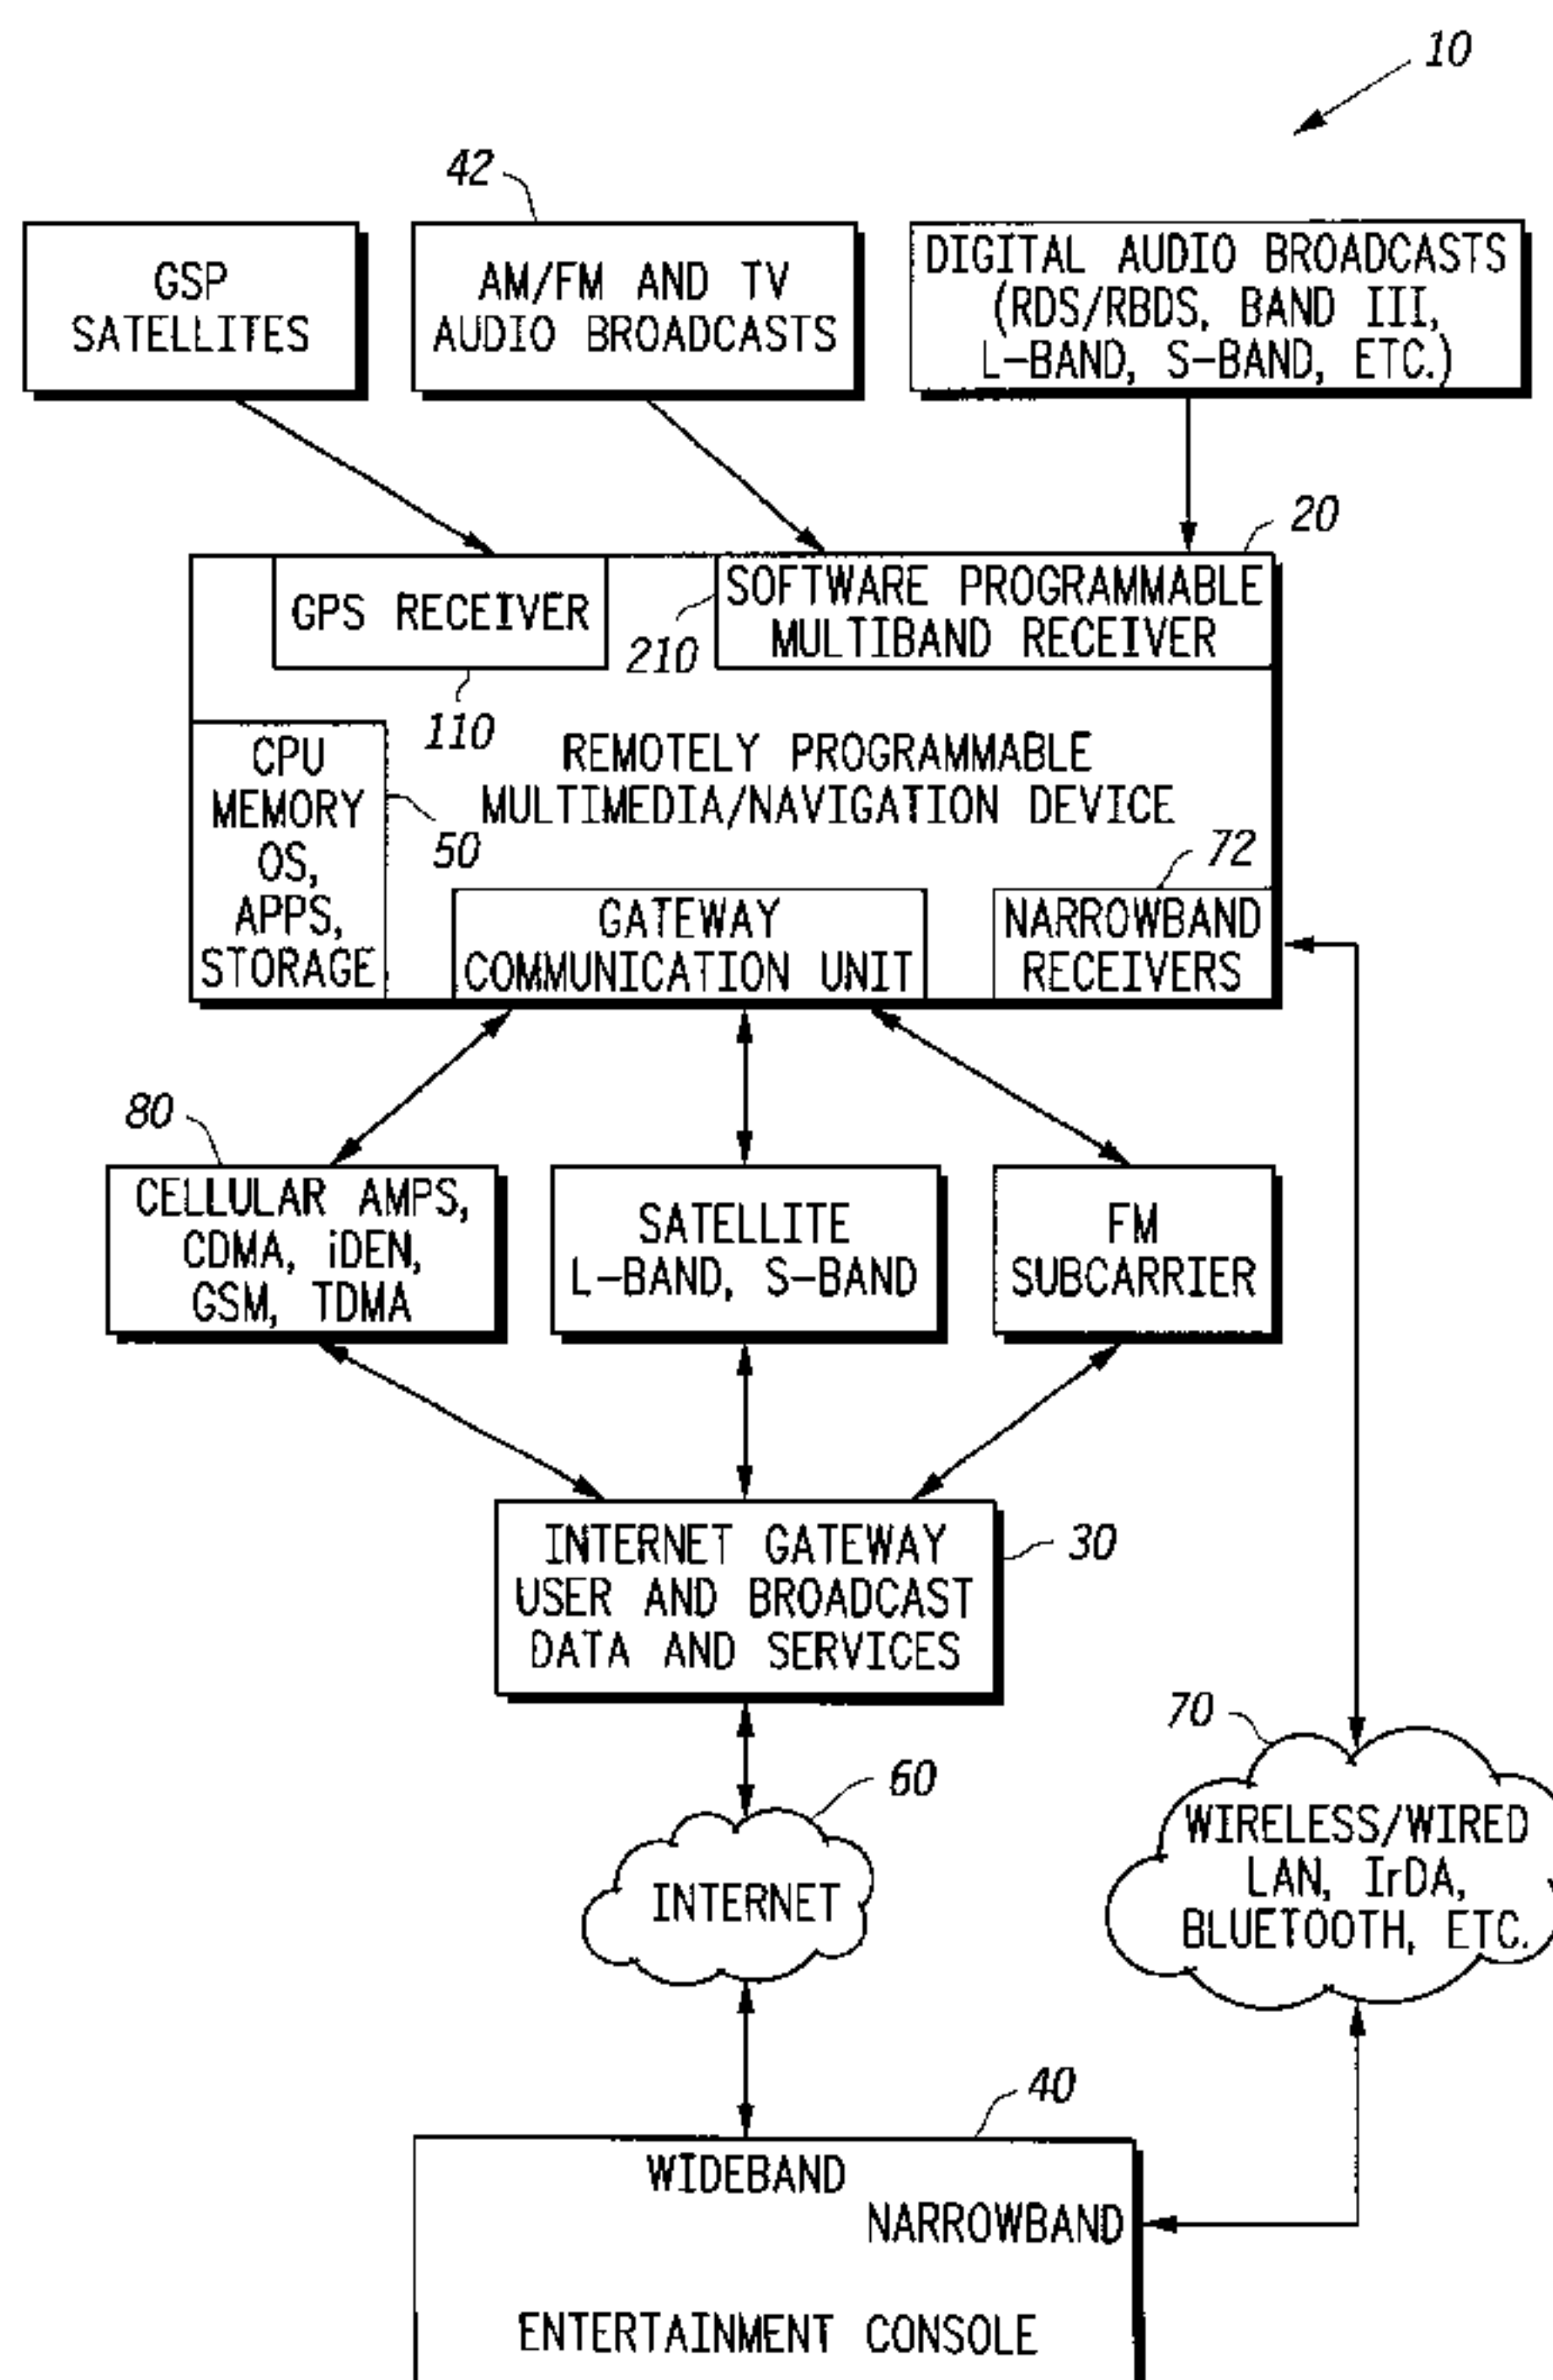 10
42
GSP
SATELLITES
AM/FM AND TV
AUDIO BROADCASTS
DIGITAL AUDIO BROADCASTS
(RDS/RBDS, BAND III,
L-BAND, S-BAND, ETC.)
20
GPS RECEIVER
110
SOFTWARE PROGRAMMABLE
MULTIBAND RECEIVER
210
REMOTELY PROGRAMMABLE
MULTIMEDIA/NAVIGATION DEVICE
CPU
MEMORY
OS,
APPS,
STORAGE
50
72
GATEWAY
COMMUNICATION UNIT
NARROWBAND
RECEIVERS
80
CELLULAR AMPS,
CDMA, iDEN,
GSM, TDMA
SATELLITE
L-BAND, S-BAND
FM
SUBCARRIER
INTERNET GATEWAY
USER AND BROADCAST
DATA AND SERVICES
30
70
60
INTERNET
WIRELESS/WIRED
LAN, IrDA,
BLUETOOTH, ETC.
40
WIDEBAND
NARROWBAND
ENTERTAINMENT CONSOLE